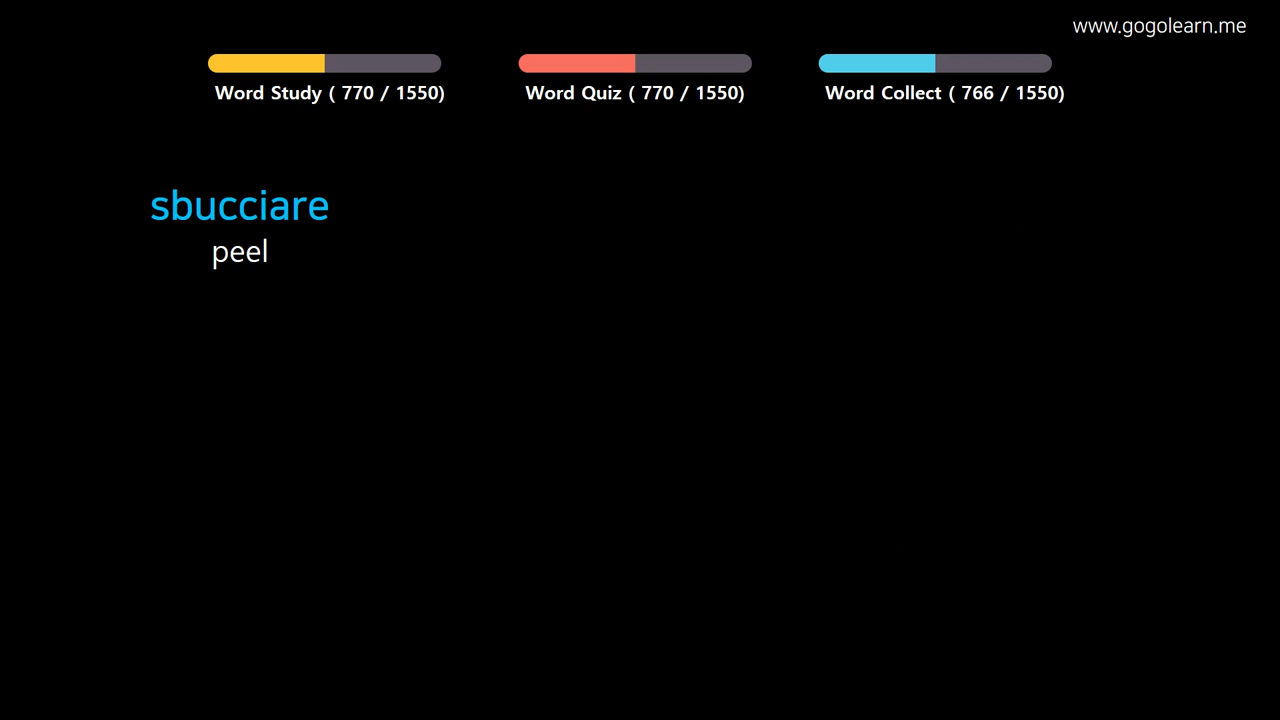 www.gogolearn.me
Word Study ( 770 / 1550)
Word Quiz ( 770 / 1550)
Word Collect ( 766 / 1550)
sbucciare
peel